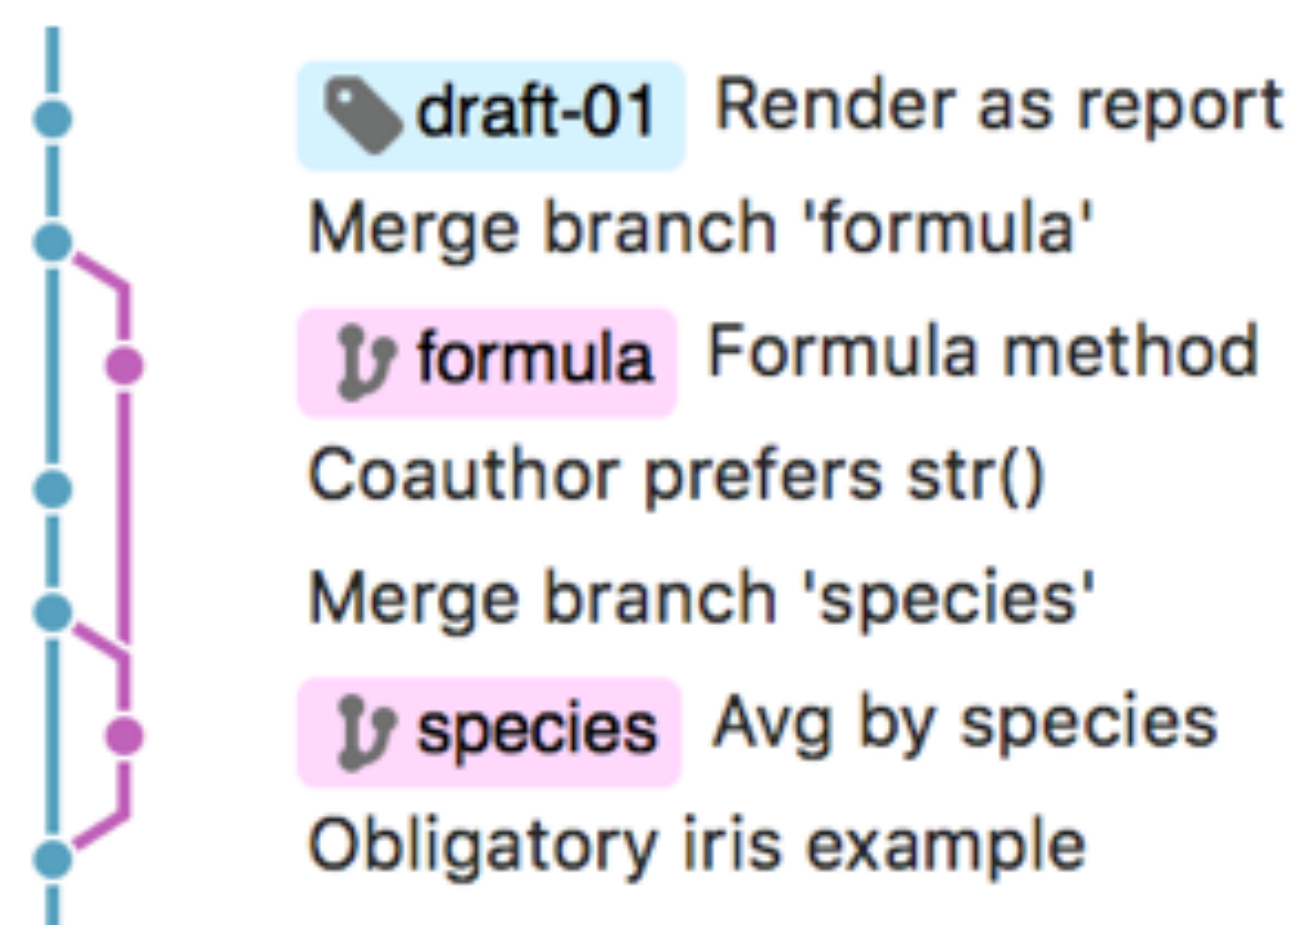 draft-01 Render as report
Merge branch 'formula'
formula Formula method
Coauthor prefers str()
Merge branch 'species'
species Avg by species
Obligatory iris example